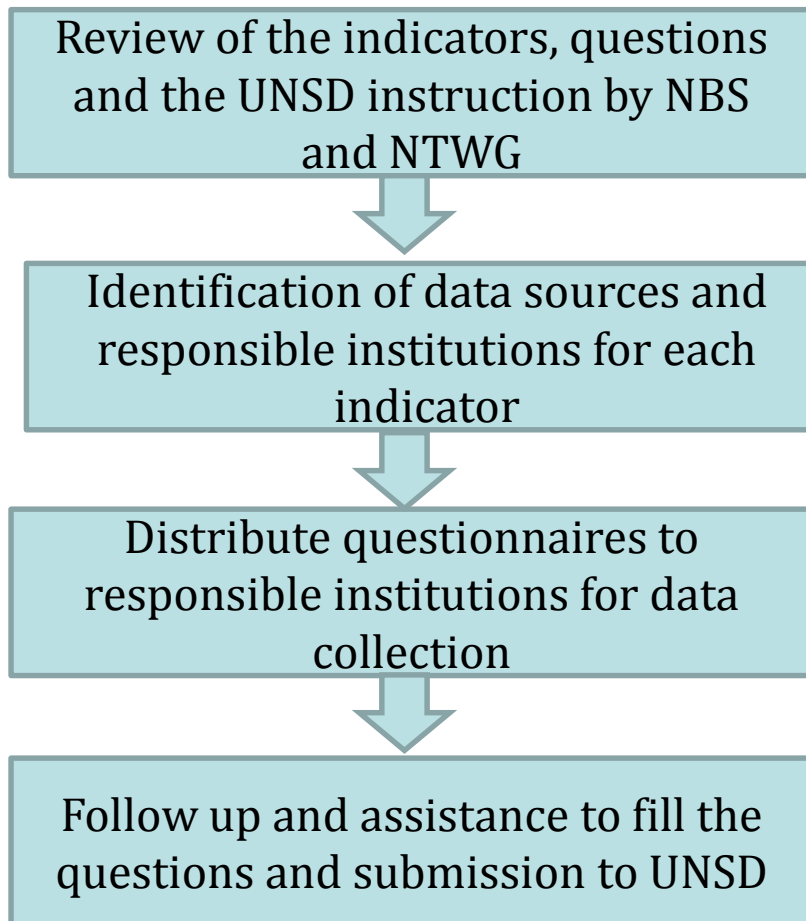 Review of the indicators, questions
and the UNSD instruction by NBS
and NTWG
Identification of data sources and
responsible institutions for each
indicator
Distribute questionnaires to
responsible institutions for data
collection
Follow up and assistance to fill the
questions and submission to UNSD